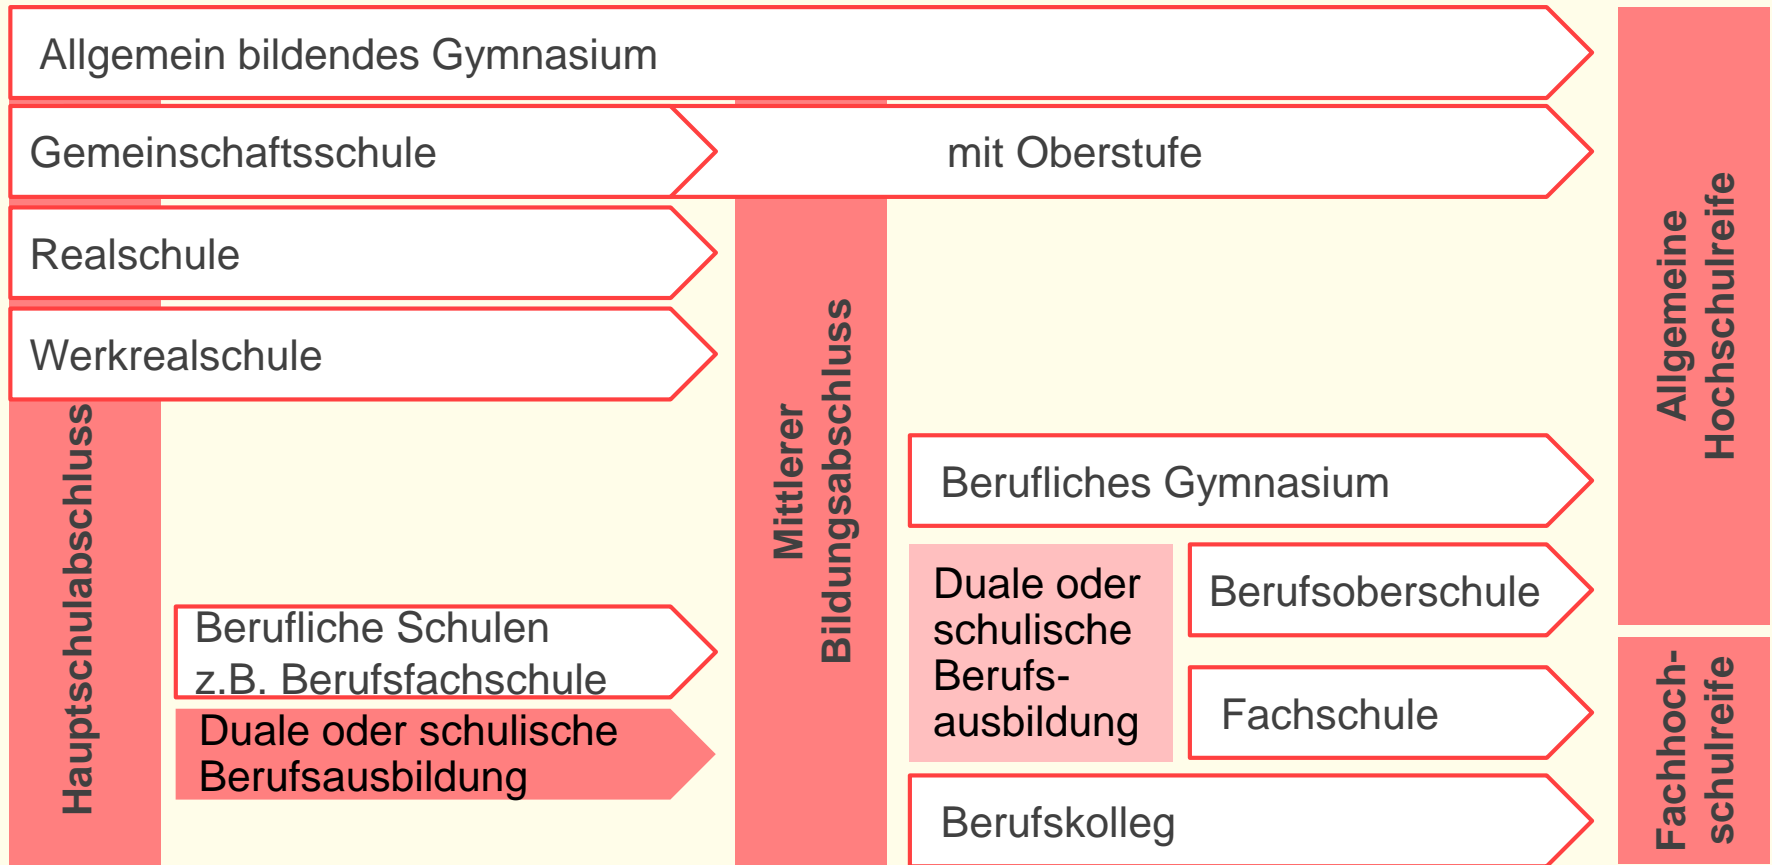 Allgemein bildendes Gymnasium
Gemeinschaftsschule
mit Oberstufe
Realschule
Werkrealschule
Hauptschulabschluss
Berufliche Schulen
z.B. Berufsfachschule
Duale oder schulische
Berufsausbildung
Mittlerer
Bildungsabschluss
Berufliches Gymnasium
Duale oder
schulische
Berufs-
ausbildung
Berufsoberschule
Fachschule
Berufskolleg
Allgemeine
Hochschulreife
Fachhoch-
schulreife